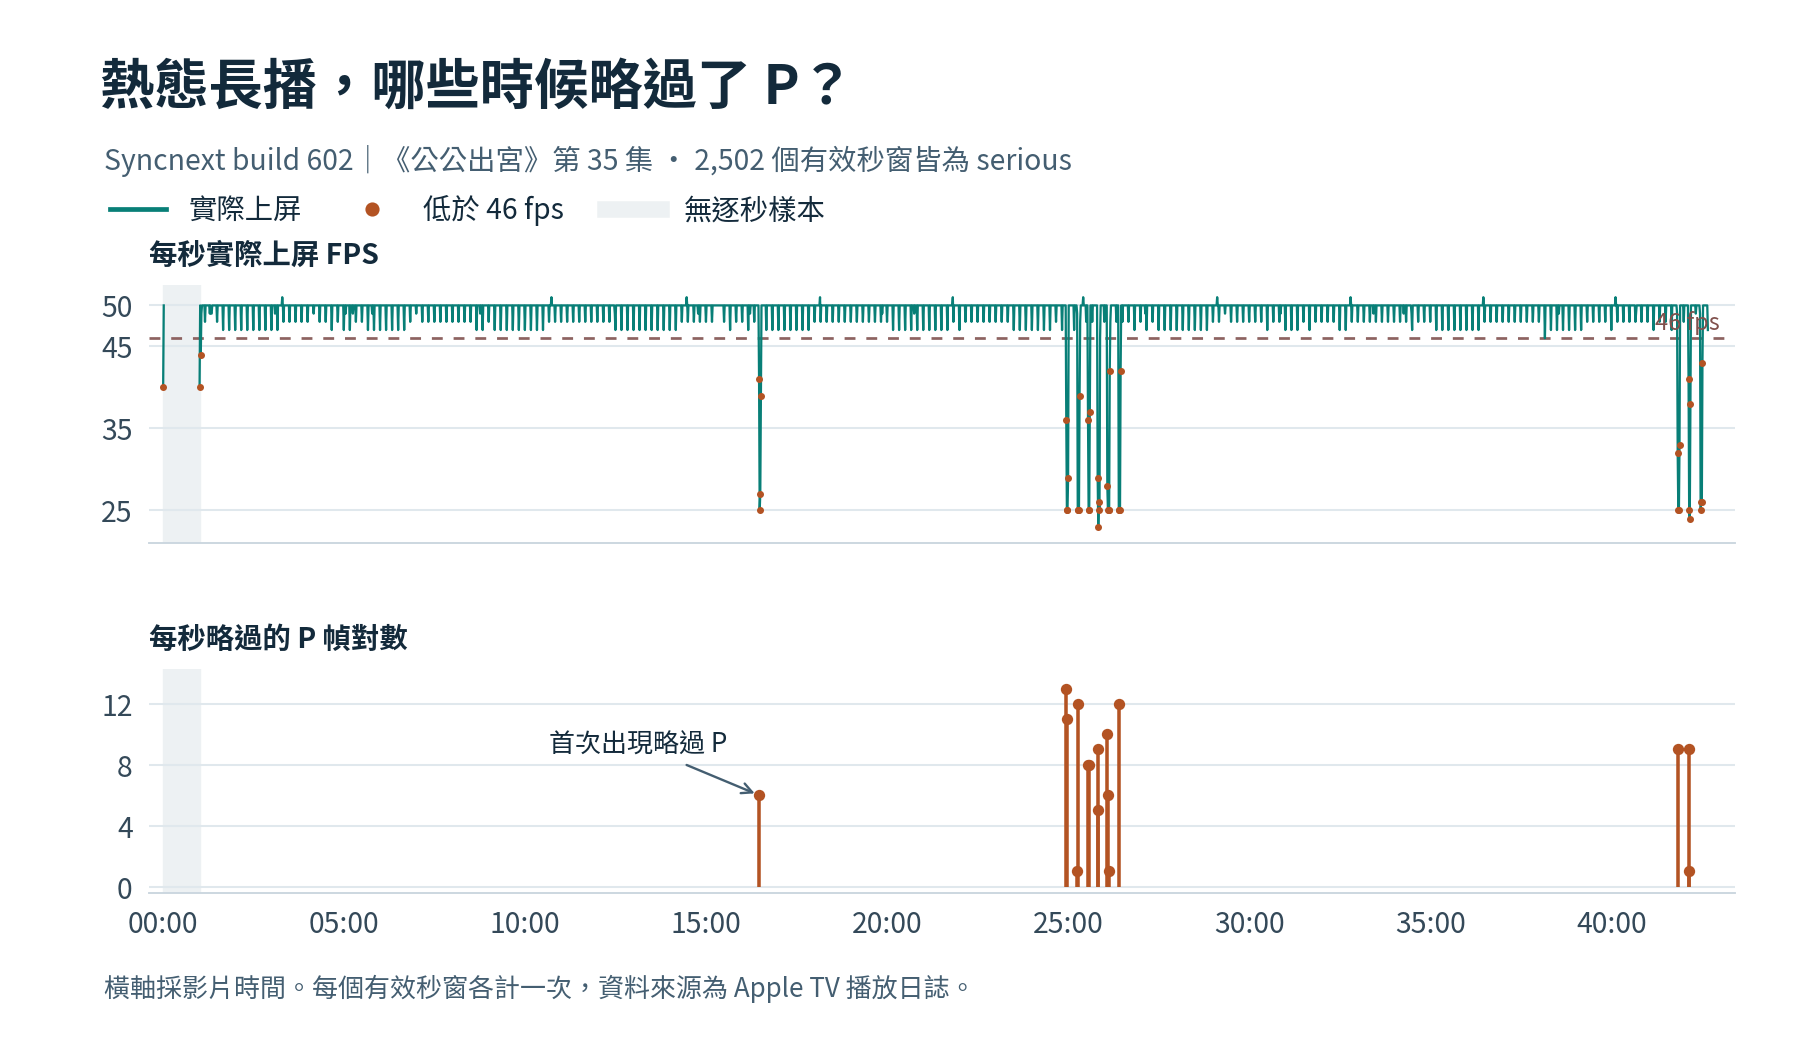 熱態長播，哪些時候略過了 P？
Syncnext build 602｜《公公出宮》第 35 集 · 2,502 個有效秒窗皆為 serious
實際上屏
低於 46 fps
無逐秒樣本
每秒實際上屏 FPS
50
45
35
25
46 fps
每秒略過的 P 幀對數
12
8
4
0
首次出現略過 P
00:00 05:00 10:00 15:00 20:00 25:00 30:00 35:00 40:00
橫軸採影片時間。每個有效秒窗各計一次，資料來源為 Apple TV 播放日誌。